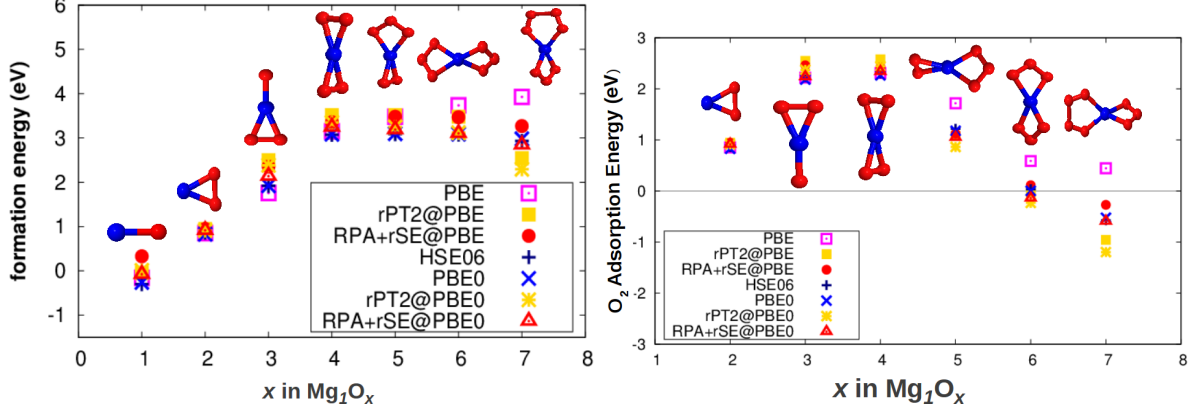 formation energy (eV)
6
5
4
3
2
1
0
-1
PBE
rPT2@PBE
RPA+rSE@PBE
HSE06
PBE0
rPT2@PBE0
RPA+rSE@PBE0
0 1 2 3 4 5 6 7 8
x in Mg1Ox
O2 Adsorption Energy (eV)
3
2
1
0
-1
-2
-3
PBE
rPT2@PBE
RPA+rSE@PBE
HSE06
PBE0
rPT2@PBE0
RPA+rSE@PBE0
1 2 3 4 5 6 7 8
x in Mg1Ox